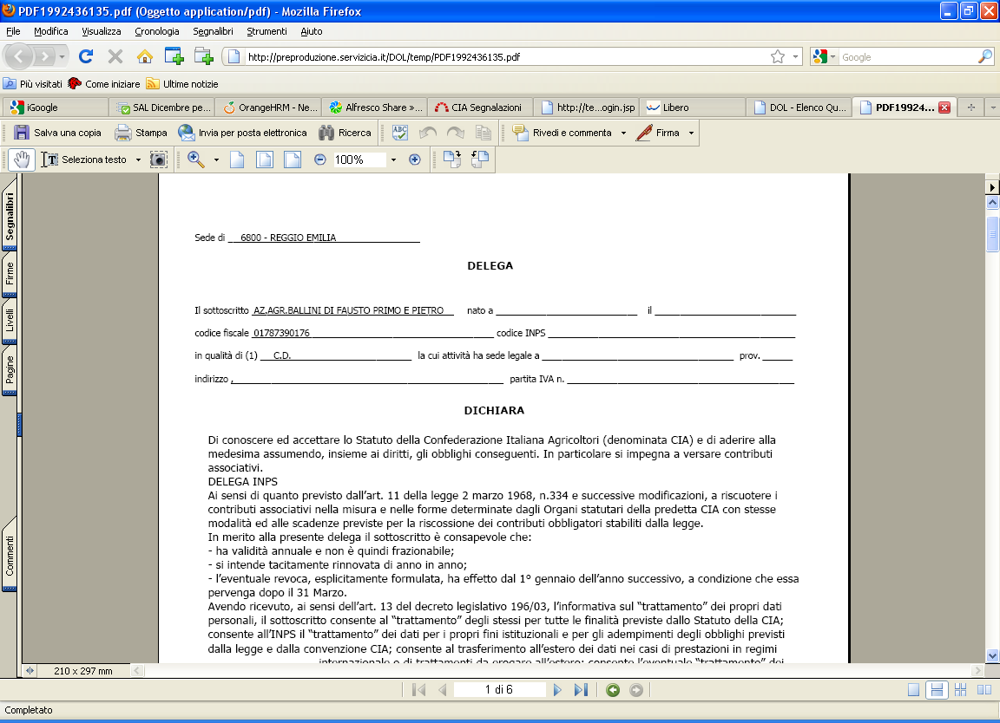 PDF1992436135.pdf (Oggetto application/pdf) - Mozilla Firefox
File Modifica Visualizza Cronologia Segnalibri Strumenti Aiuto
http://preproduzione.servizicia.it/DOL/temp/PDF1992436135.pdf Google
Più visitati Come iniziare Ultime notizie
iGoogle SAL Dicembre pe... OrangeHRM - Ne... Alfresco Share »... CIA Segnalazioni http://te...ogin.jsp Libero DOL - Elenco Qu... PDF19924...
Salva una copia Stampa Invia per posta elettronica Ricerca ABC Rivedi e commenta Firma
Seleziona testo 100%
Segnalibri
Firme
Livelli
Pagine
Commenti
Sede di __6800 - REGGIO EMILIA
DELEGA
Il sottoscritto AZ.AGR.BALLINI DI FAUSTO PRIMO E PIETRO nato a il
codice fiscale 01787390176 codice INPS
in qualità di (1) C.D. la cui attività ha sede legale a prov.
indirizzo , partita IVA n.
DICHIARA
Di conoscere ed accettare lo Statuto della Confederazione Italiana Agricoltori (denominata CIA) e di aderire alla
medesima assumendo, insieme ai diritti, gli obblighi conseguenti. In particolare si impegna a versare contributi
associativi.
DELEGA INPS
Ai sensi di quanto previsto dall'art. 11 della legge 2 marzo 1968, n.334 e successive modificazioni, a riscuotere i
contributi associativi nella misura e nelle forme determinate dagli Organi statutari della predetta CIA con stesse
modalità ed alle scadenze previste per la riscossione dei contributi obbligatori stabiliti dalla legge.
In merito alla presente delega il sottoscritto è consapevole che:
- ha validità annuale e non è quindi frazionabile;
- si intende tacitamente rinnovata di anno in anno;
- l'eventuale revoca, esplicitamente formulata, ha effetto dal 1° gennaio dell'anno successivo, a condizione che essa
pervenga dopo il 31 Marzo.
Avendo ricevuto, ai sensi dell'art. 13 del decreto legislativo 196/03, l'informativa sul "trattamento" dei propri dati
personali, il sottoscritto consente al "trattamento" degli stessi per tutte le finalità previste dallo Statuto della CIA;
consente all'INPS il "trattamento" dei dati per i propri fini istituzionali e per gli adempimenti degli obblighi previsti
dalla legge e dalla convenzione CIA; consente al trasferimento all'estero dei dati nei casi di prestazioni in regimi
internazionale o di trattamenti da erogare all'estero; consente l'eventuale "trattamento" dei
210 x 297 mm
1 di 6
Completato